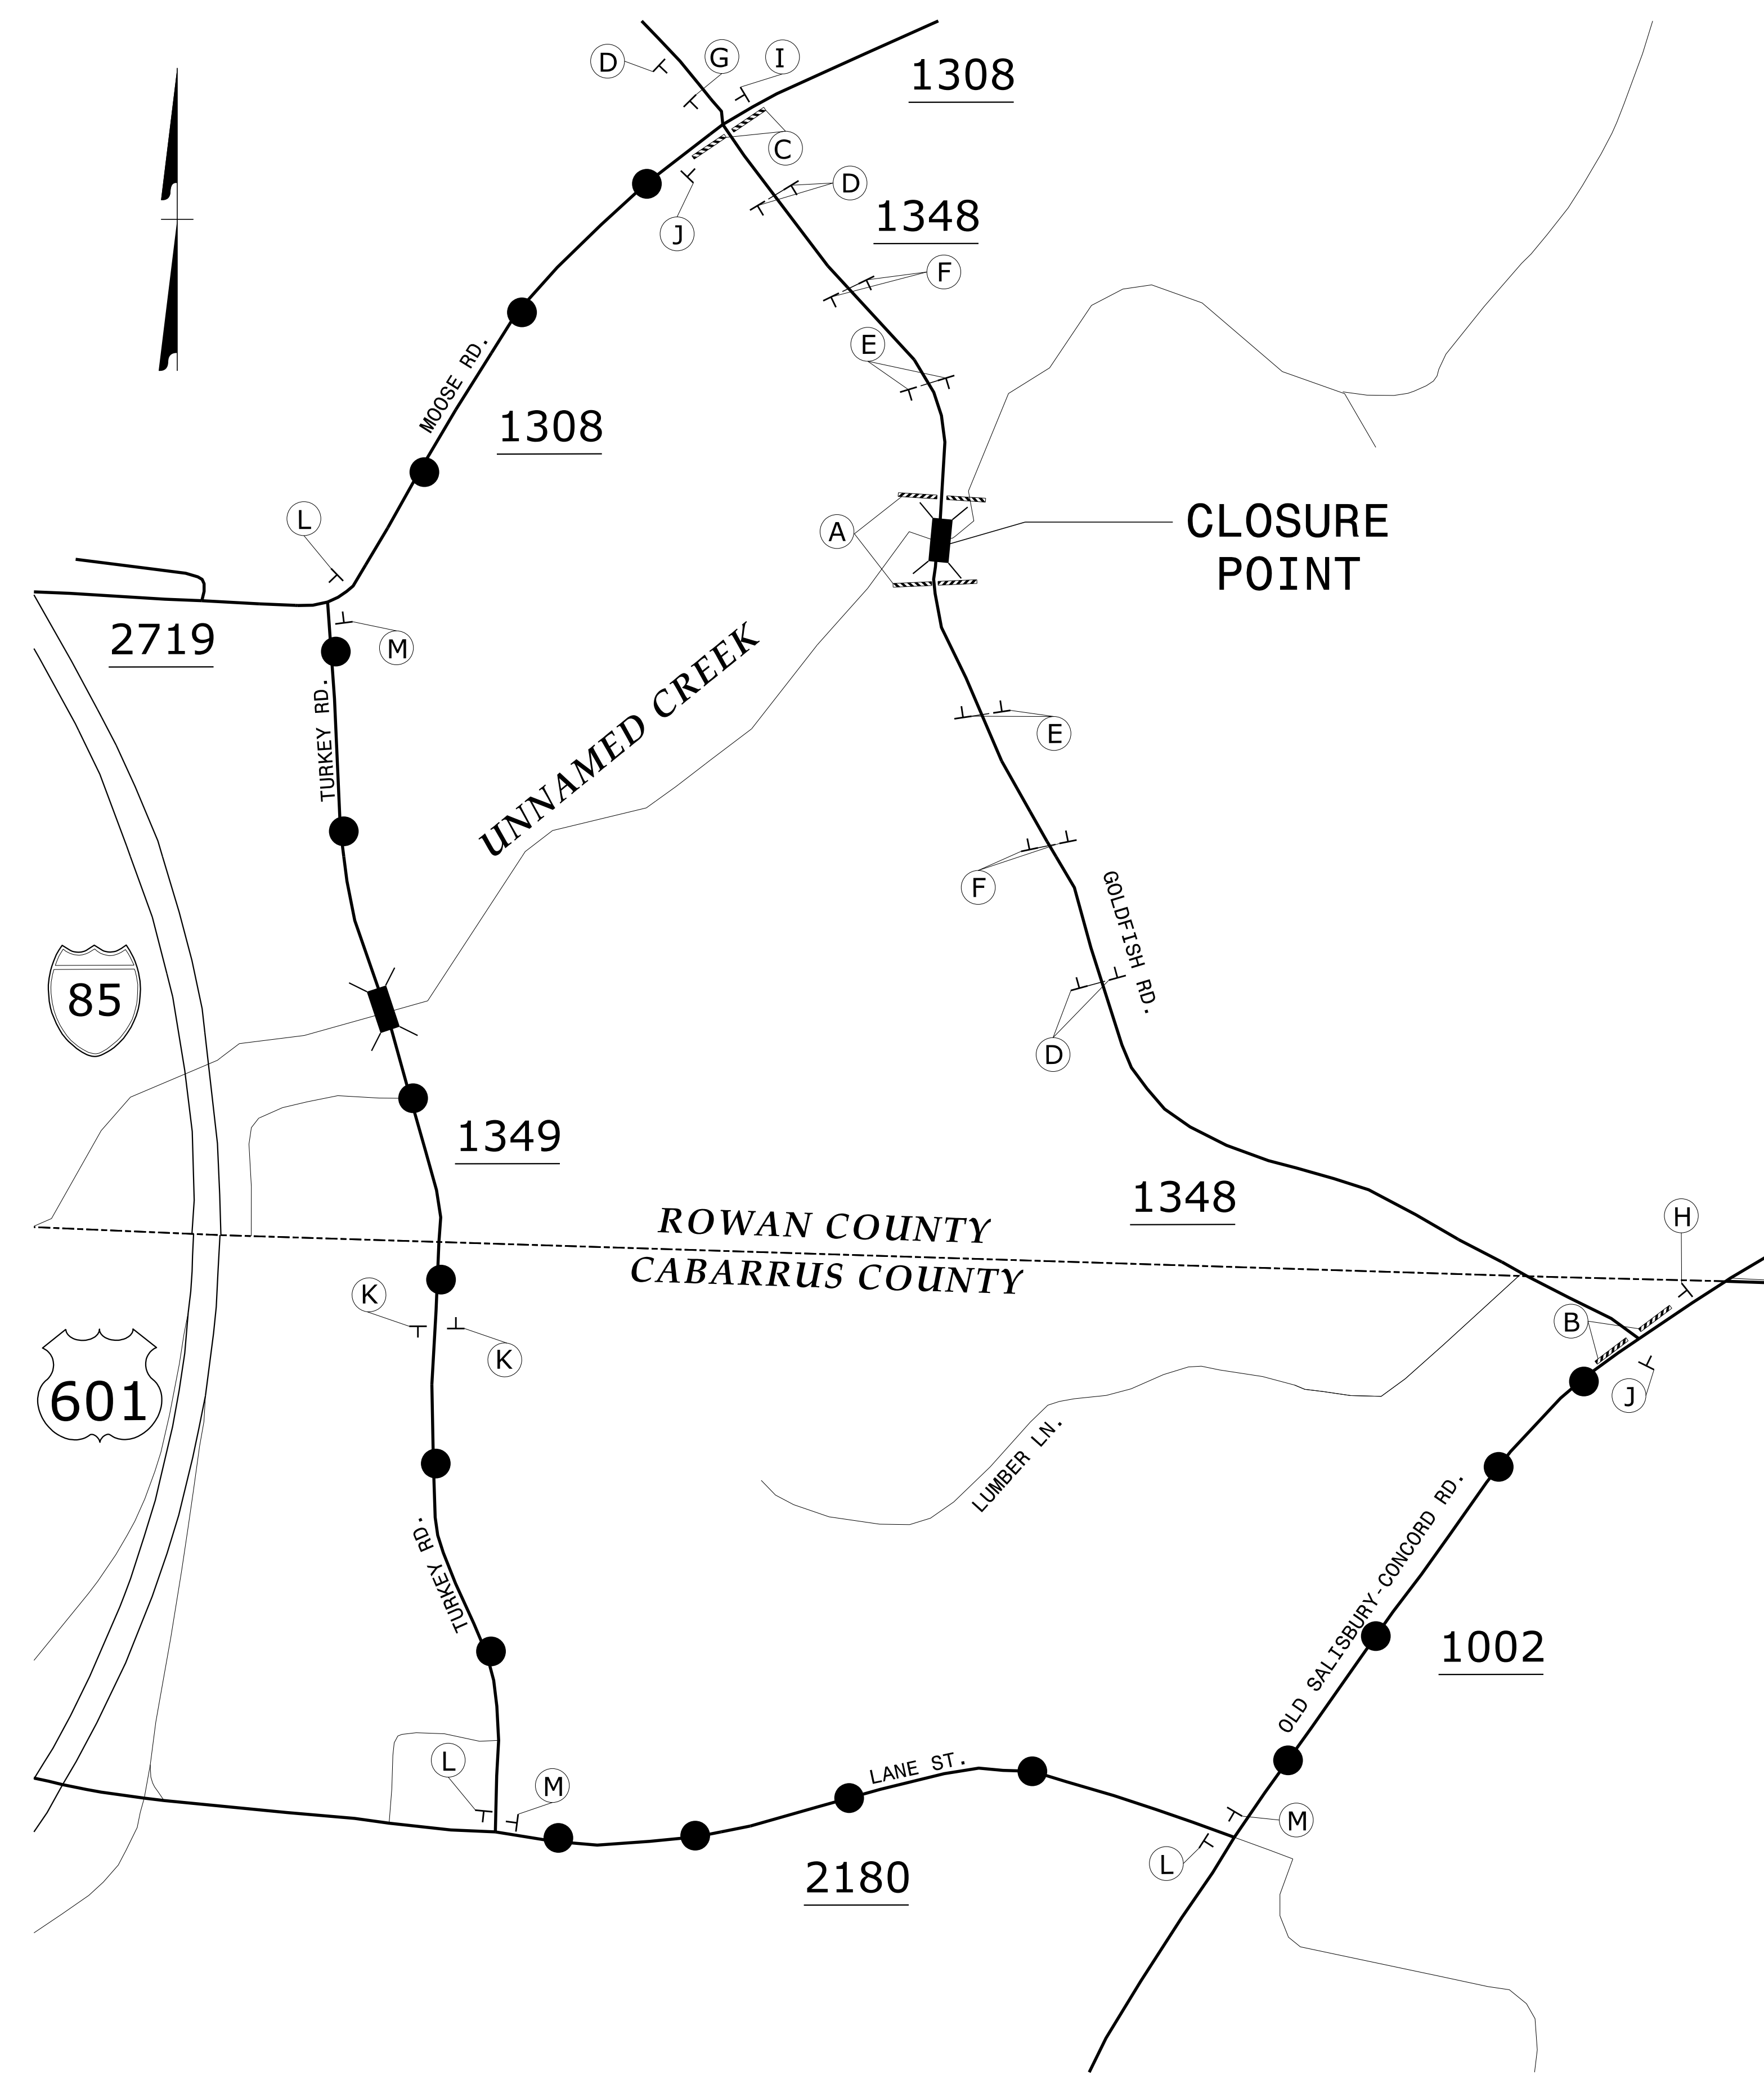 D
G
I
1308
C
D
1348
J
F
E
MOOSE RD.
1308
L
A
CLOSURE
POINT
2719
M
UNNAMED CREEK
TURKEY RD.
E
F
GOLDFISH RD.
85
D
1349
1348
ROWAN COUNTY
CABARRUS COUNTY
H
K
K
B
J
601
LUMBER LN.
TURKEY RD.
OLD SALISBURY-CONCORD RD.
1002
L
M
LANE ST.
M
L
2180